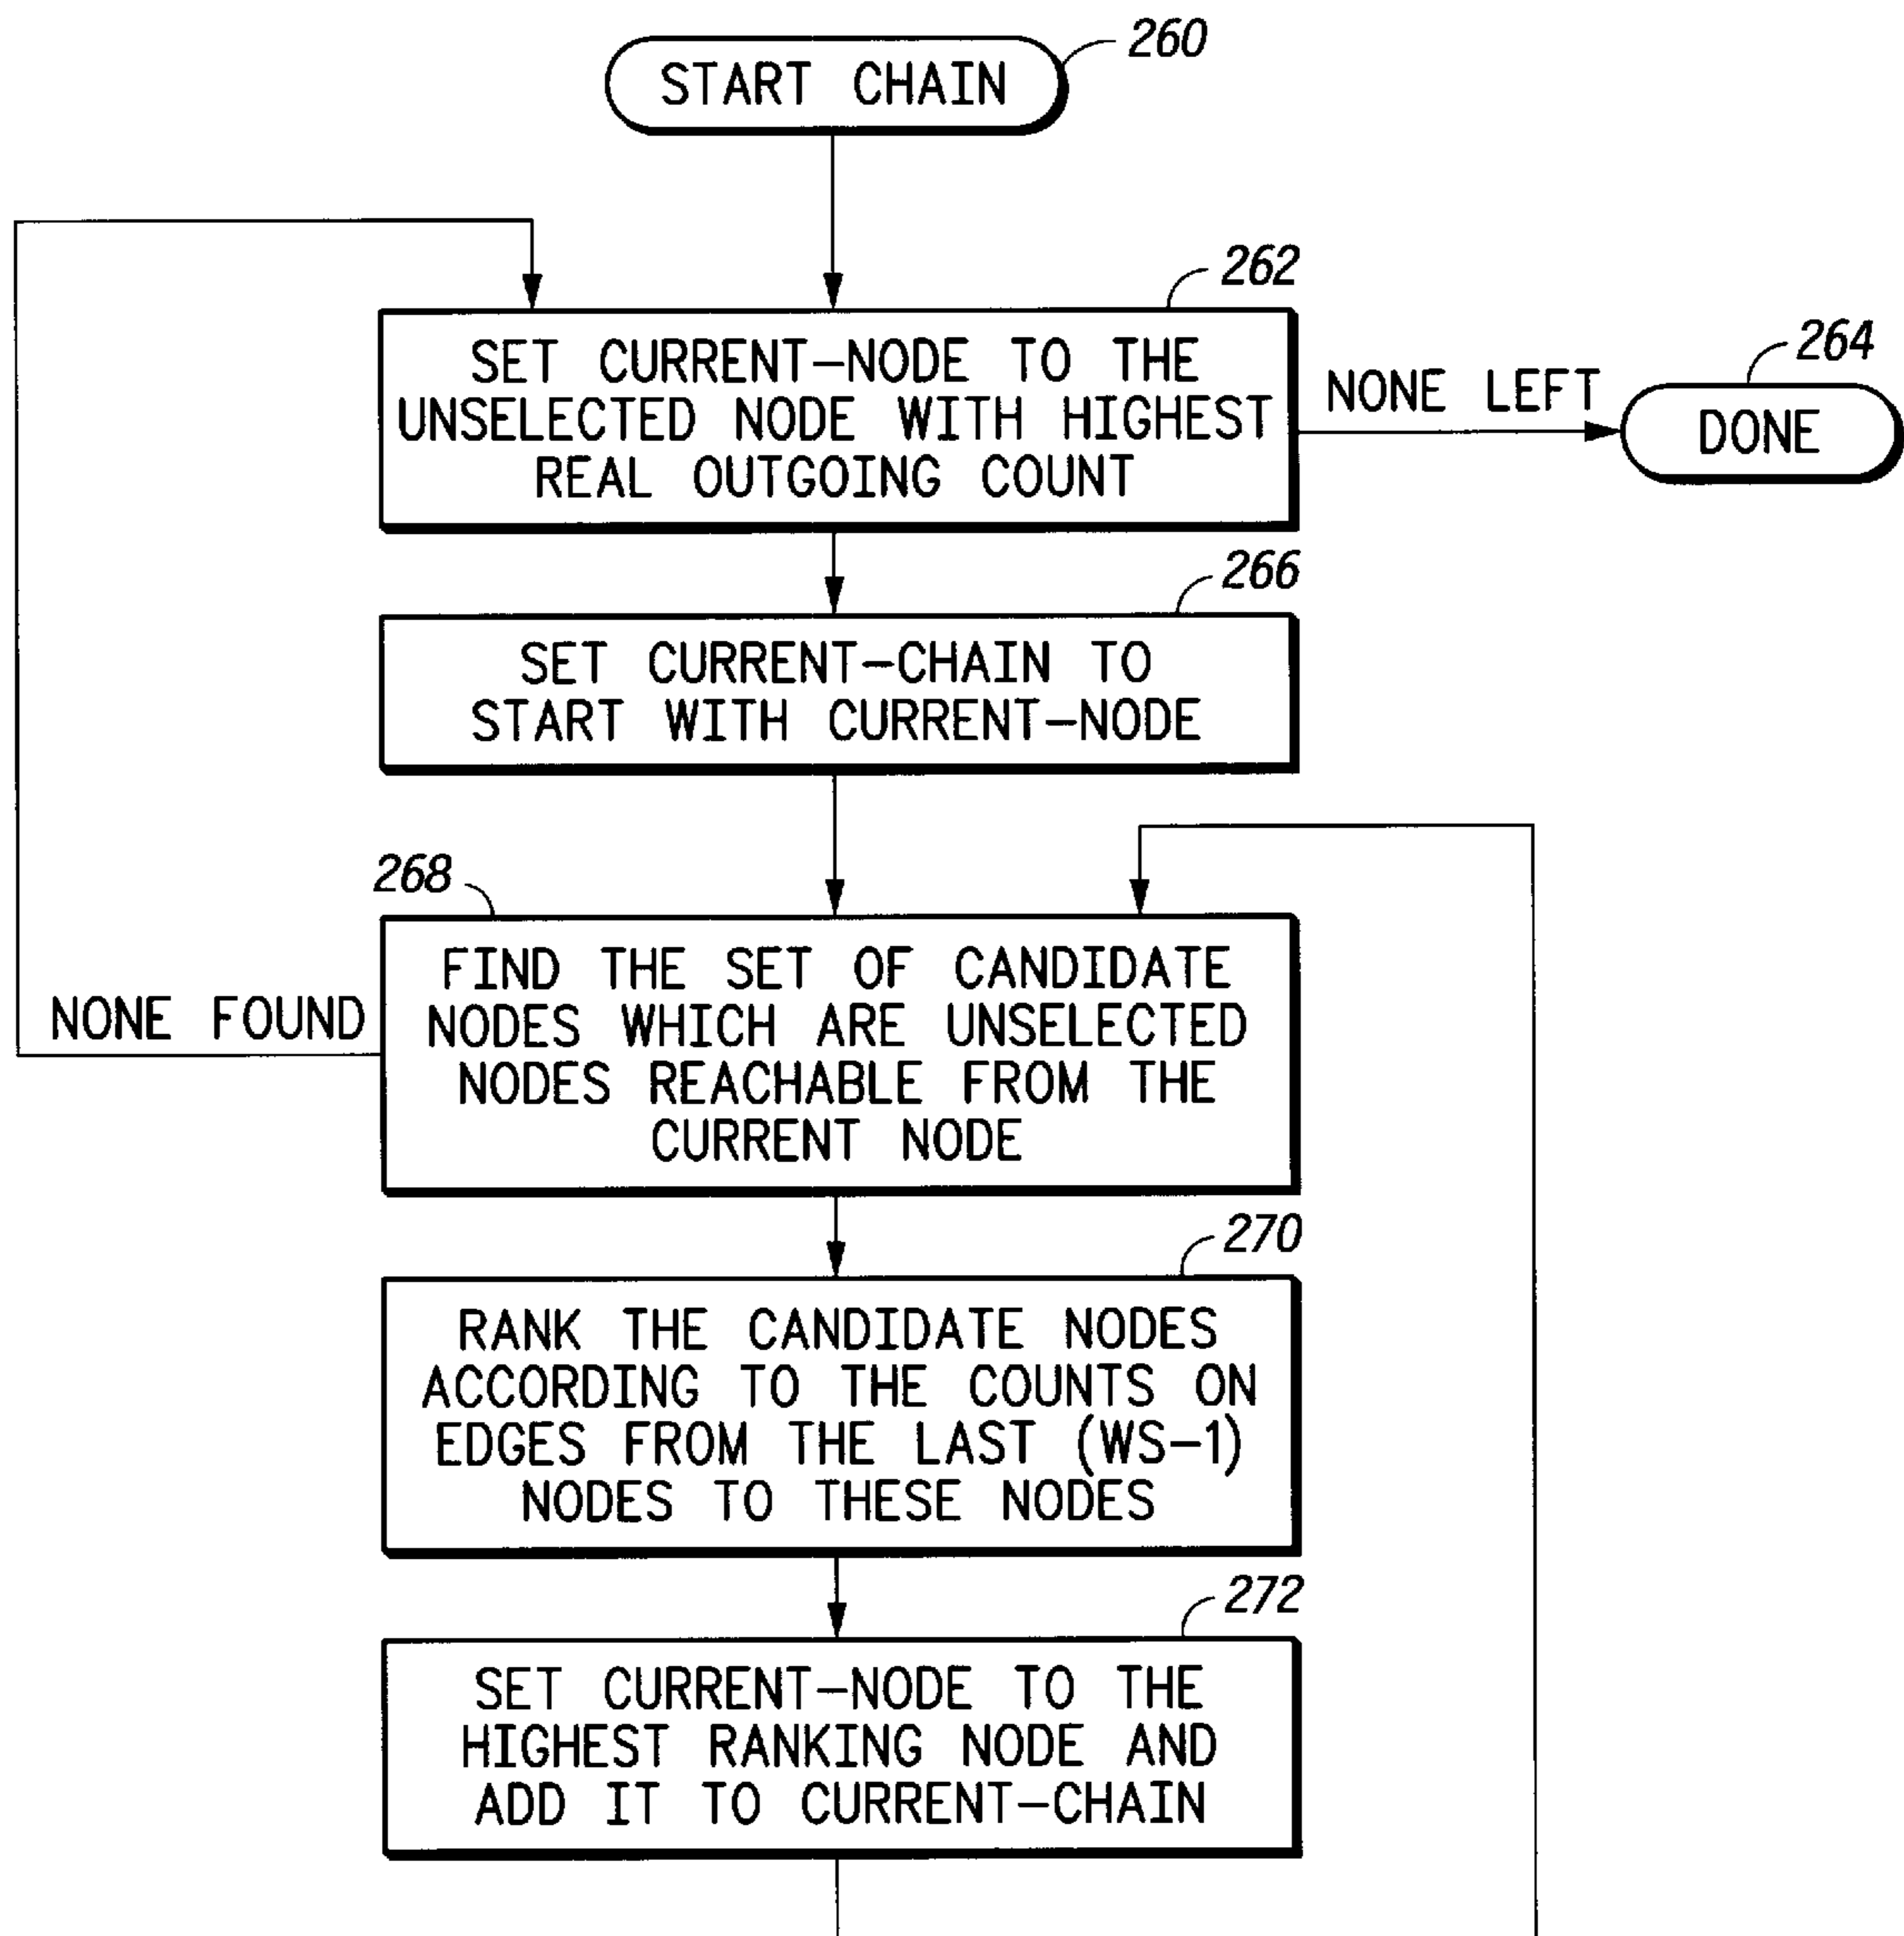 START CHAIN
260
262
SET CURRENT-NODE TO THE
UNSELECTED NODE WITH HIGHEST
REAL OUTGOING COUNT
NONE LEFT
264
DONE
266
SET CURRENT-CHAIN TO
START WITH CURRENT-NODE
268
FIND THE SET OF CANDIDATE
NODES WHICH ARE UNSELECTED
NODES REACHABLE FROM THE
CURRENT NODE
NONE FOUND
270
RANK THE CANDIDATE NODES
ACCORDING TO THE COUNTS ON
EDGES FROM THE LAST (WS-1)
NODES TO THESE NODES
272
SET CURRENT-NODE TO THE
HIGHEST RANKING NODE AND
ADD IT TO CURRENT-CHAIN